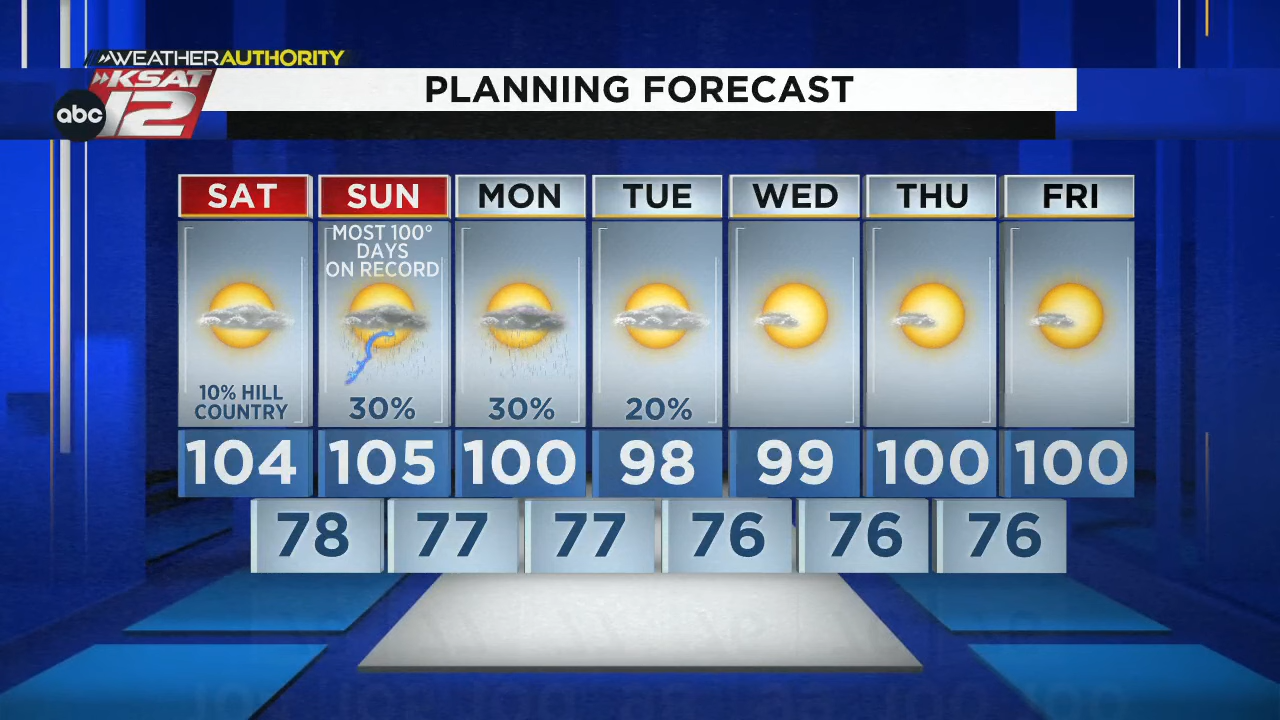 WEATHERAUTHORITY
KSAT
abc 12
PLANNING FORECAST
SAT SUN MON TUE WED THU FRI
MOST 100°
DAYS
ON RECORD
10% HILL
COUNTRY
30% 30% 20%
104 105 100 98 99 100 100
78 77 77 76 76 76